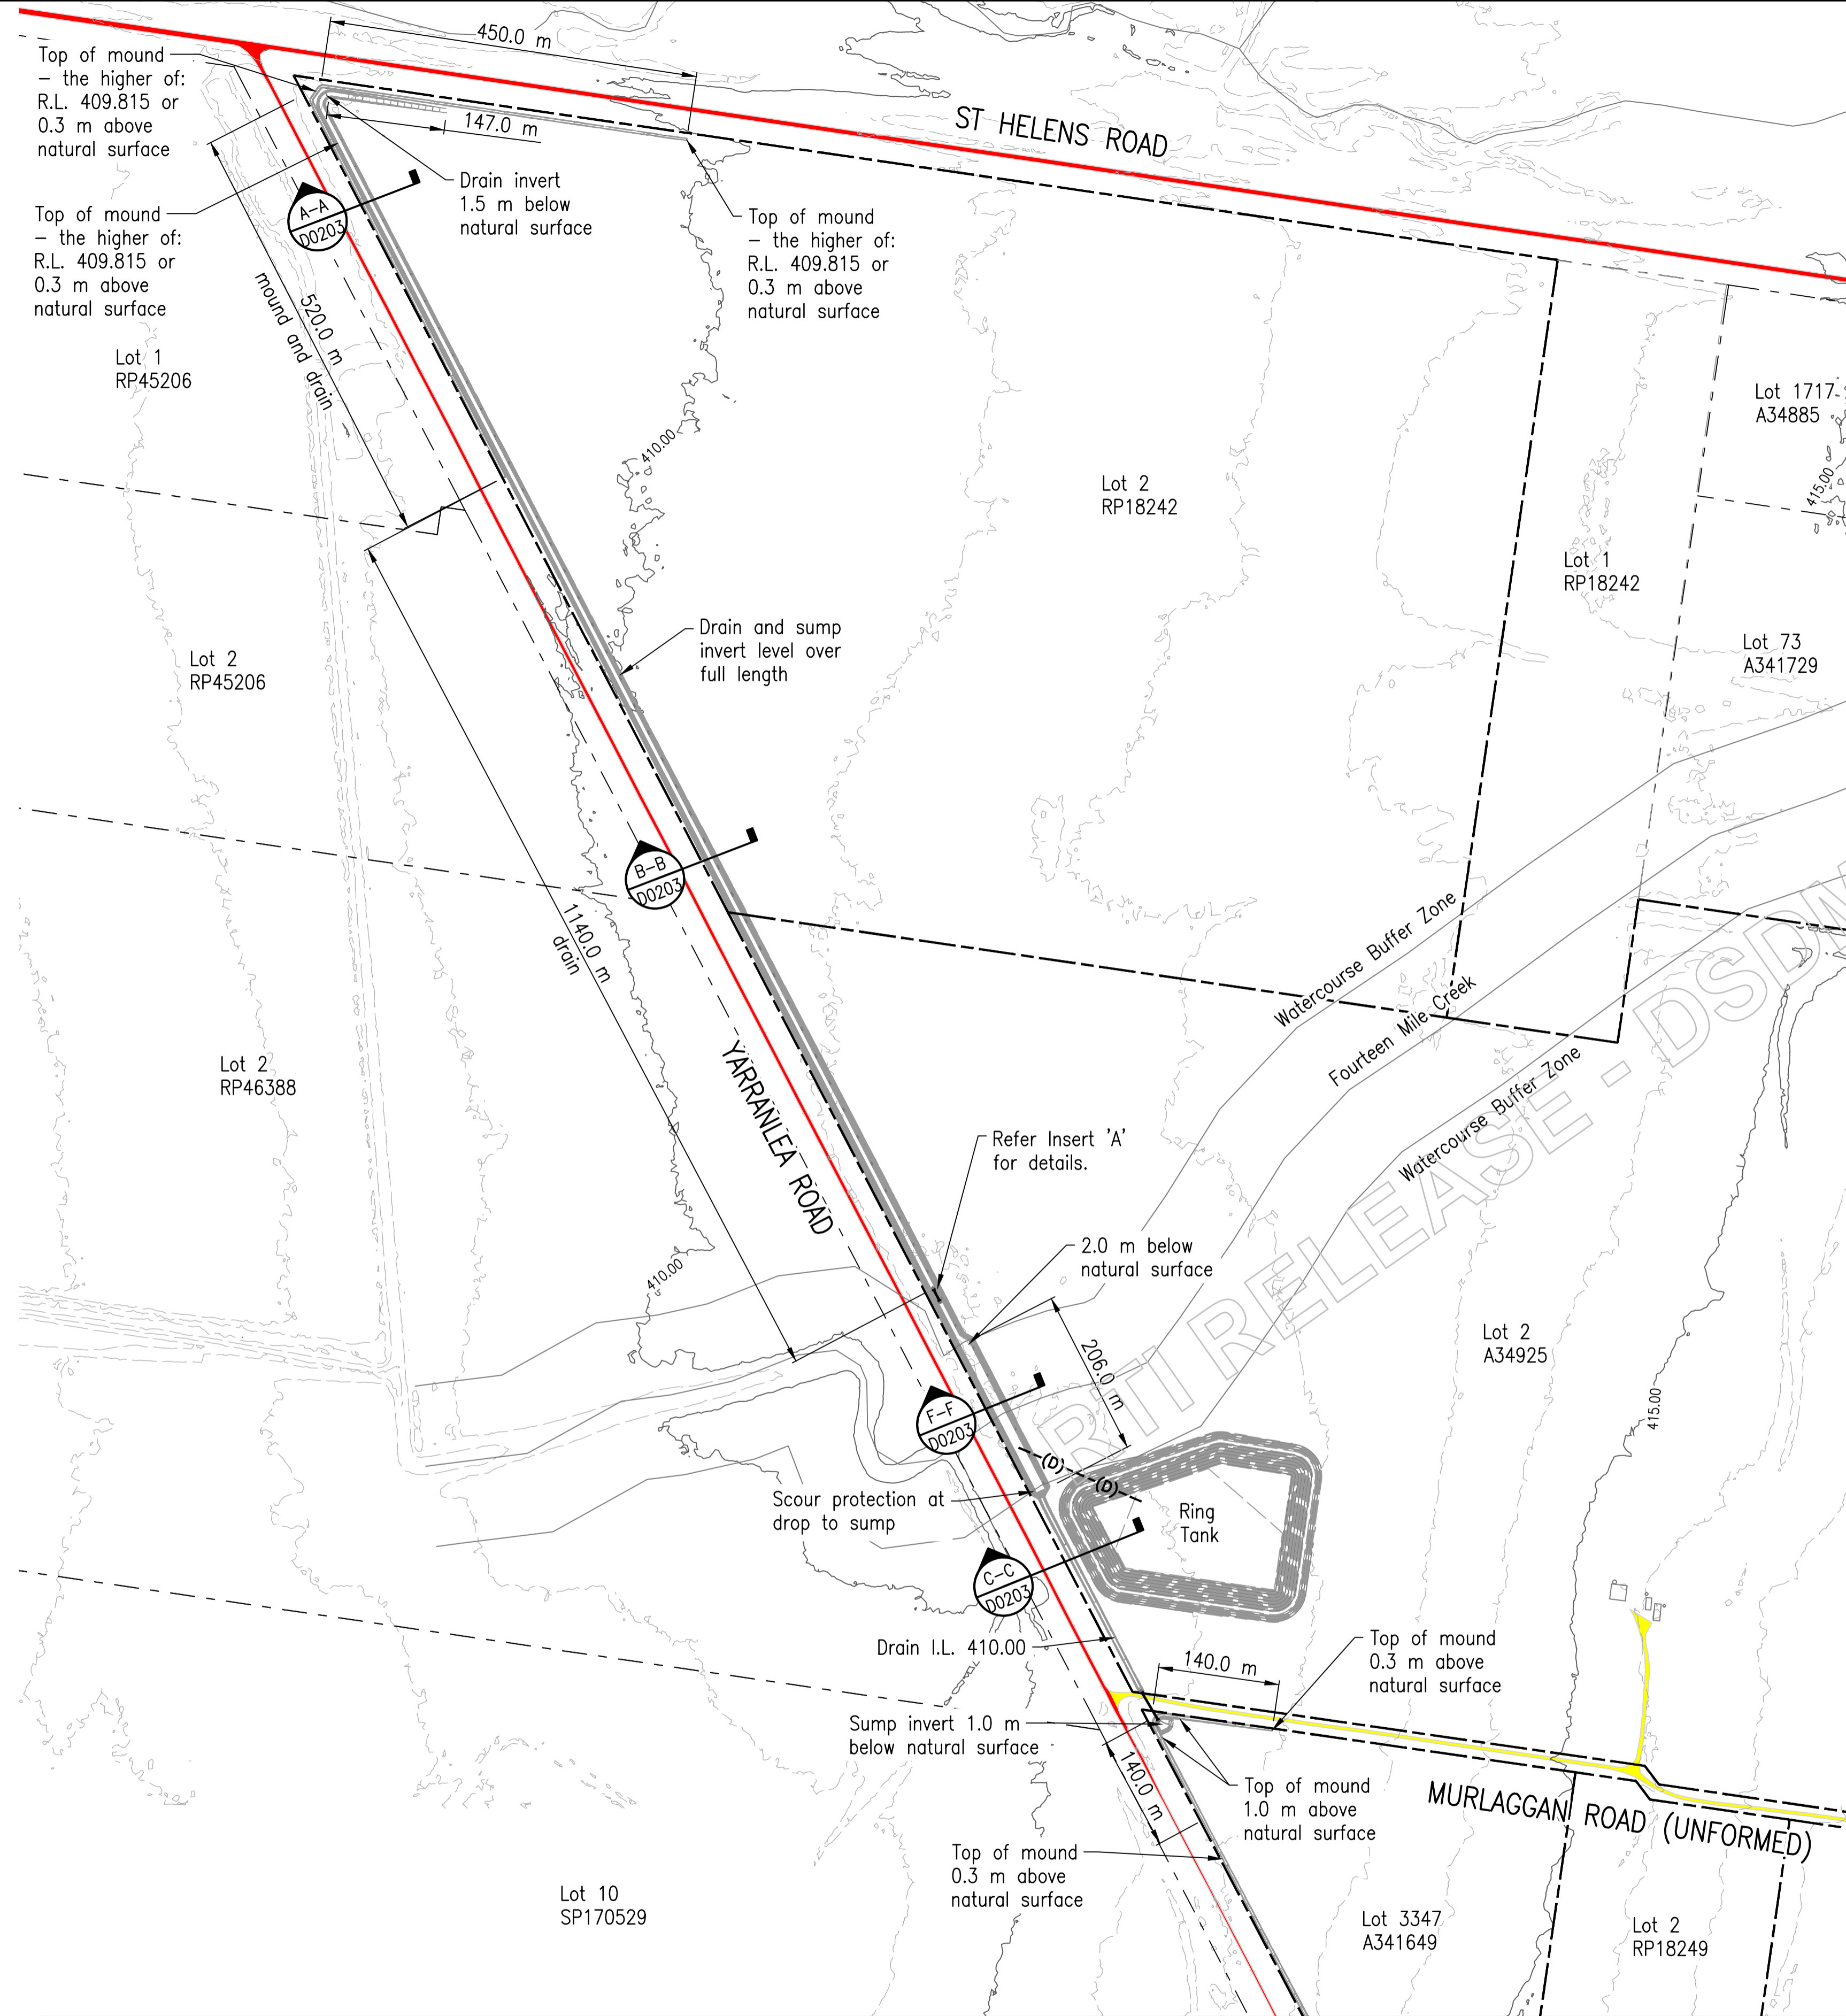 450.0 m
Top of mound
– the higher of:
R.L. 409.815 or
0.3 m above
natural surface
147.0 m
ST HELENS ROAD
Drain invert
1.5 m below
natural surface
A–A
D0203
Top of mound
– the higher of:
R.L. 409.815 or
0.3 m above
natural surface
Top of mound
– the higher of:
R.L. 409.815 or
0.3 m above
natural surface
520.0 m
mound and drain
Lot 1
RP45206
Lot 1717
A34885
410.00
415.00
Lot 2
RP18242
Lot 1
RP18242
Drain and sump
invert level over
full length
Lot 2
RP45206
Lot 73
A341729
B–B
D0203
1140.0 m
drain
Watercourse Buffer Zone
Fourteen Mile Creek
Watercourse Buffer Zone
RTI RELEASE - DSDM
Lot 2
RP46388
YARRANLEA ROAD
Refer Insert 'A'
for details.
2.0 m below
natural surface
410.00
206.0 m
Lot 2
A34925
415.00
F–F
D0203
(D)
(D)
Scour protection at
drop to sump
Ring
Tank
C–C
D0203
Drain I.L. 410.00
140.0 m
Top of mound
0.3 m above
natural surface
Sump invert 1.0 m
below natural surface
140.0 m
Top of mound
1.0 m above
natural surface
MURLAGGAN ROAD (UNFORMED)
Top of mound
0.3 m above
natural surface
Lot 10
SP170529
Lot 3347
A341649
Lot 2
RP18249